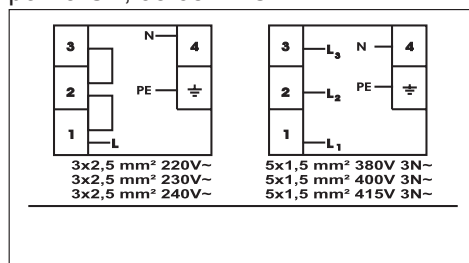 3 N 4
2 PE
1 L
3x2,5 mm² 220V~
3x2,5 mm² 230V~
3x2,5 mm² 240V~
3 L3 N 4
2 L2 PE
1 L1
5x1,5 mm² 380V 3N~
5x1,5 mm² 400V 3N~
5x1,5 mm² 415V 3N~